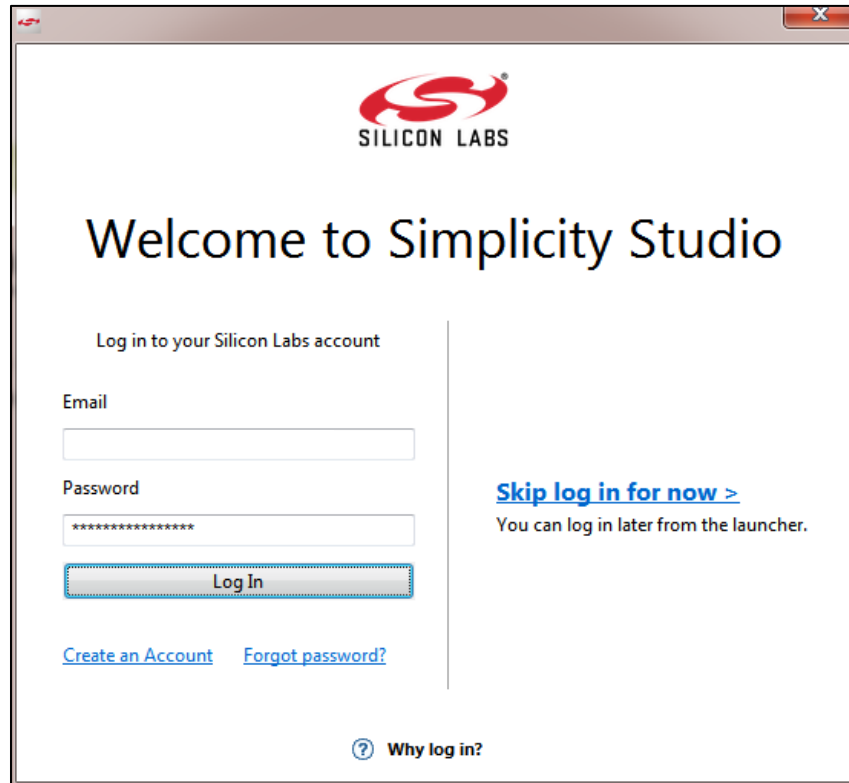 X
SILICON LABS®
Welcome to Simplicity Studio
Log in to your Silicon Labs account
Email
Password
****************
Log In
Create an Account Forgot password?
Skip log in for now >
You can log in later from the launcher.
? Why log in?